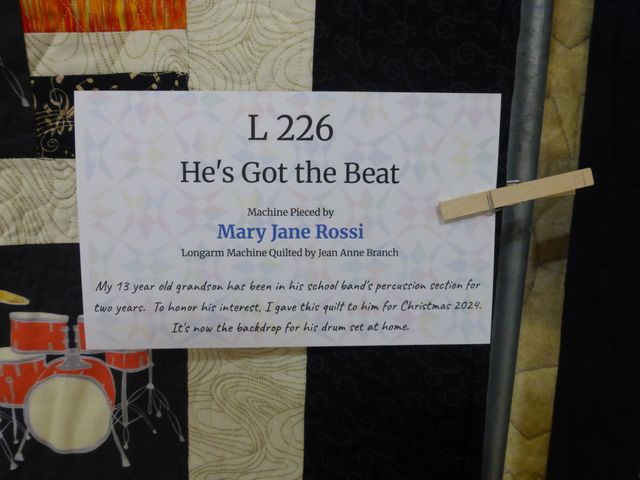 L 226
He's Got the Beat
Machine Pieced by
Mary Jane Rossi
Longarm Machine Quilted by Jean Anne Branch
My 13 year old grandson has been in his school band's percussion section for
two years. To honor his interest, I gave this quilt to him for Christmas 2024.
It's now the backdrop for his drum set at home.